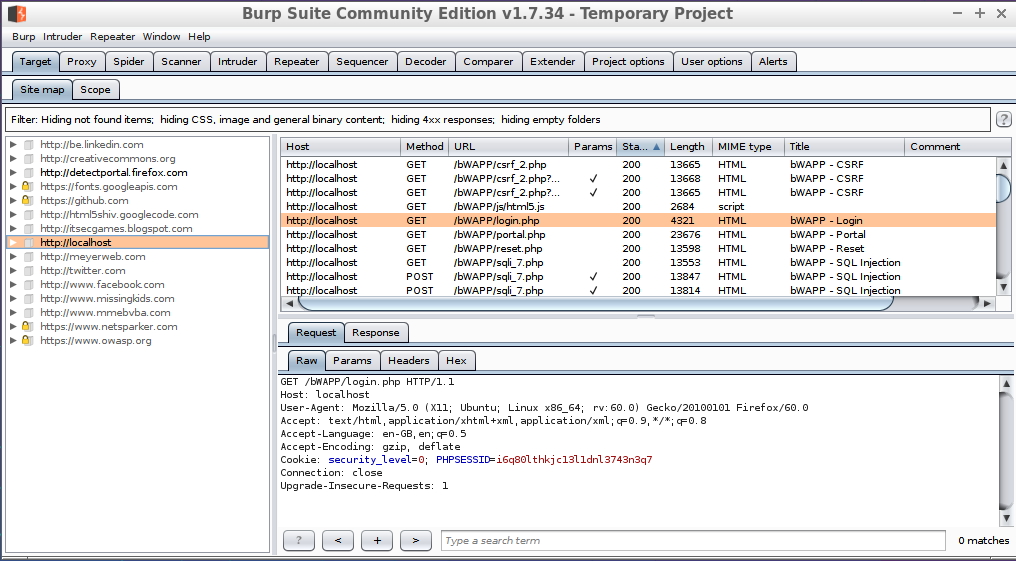 Burp Suite Community Edition v1.7.34 - Temporary Project
Burp Intruder Repeater Window Help
Target Proxy Spider Scanner Intruder Repeater Sequencer Decoder Comparer Extender Project options User options Alerts
Site map Scope
Filter: Hiding not found items; hiding CSS, image and general binary content; hiding 4xx responses; hiding empty folders ?
http://be.linkedin.com
http://creativecommons.org
http://detectportal.firefox.com
https://fonts.googleapis.com
https://github.com
http://html5shiv.googlecode.com
http://itsecgames.blogspot.com
http://localhost
http://meyerweb.com
http://twitter.com
http://www.facebook.com
http://www.missingkids.com
http://www.mmebvba.com
https://www.netsparker.com
https://www.owasp.org
Host Method URL Params Sta... ▲ Length MIME type Title Comment
http://localhost GET /bWAPP/csrf_2.php 200 13665 HTML bWAPP - CSRF
http://localhost GET /bWAPP/csrf_2.php?... ✓ 200 13668 HTML bWAPP - CSRF
http://localhost GET /bWAPP/csrf_2.php?... ✓ 200 13665 HTML bWAPP - CSRF
http://localhost GET /bWAPP/js/html5.js 200 2684 script
http://localhost GET /bWAPP/login.php 200 4321 HTML bWAPP - Login
http://localhost GET /bWAPP/portal.php 200 23676 HTML bWAPP - Portal
http://localhost GET /bWAPP/reset.php 200 13598 HTML bWAPP - Reset
http://localhost GET /bWAPP/sqli_7.php 200 13553 HTML bWAPP - SQL Injection
http://localhost POST /bWAPP/sqli_7.php ✓ 200 13847 HTML bWAPP - SQL Injection
http://localhost POST /bWAPP/sqli_7.php ✓ 200 13814 HTML bWAPP - SQL Injection
Request Response
Raw Params Headers Hex
GET /bWAPP/login.php HTTP/1.1
Host: localhost
User-Agent: Mozilla/5.0 (X11; Ubuntu; Linux x86_64; rv:60.0) Gecko/20100101 Firefox/60.0
Accept: text/html,application/xhtml+xml,application/xml;q=0.9,*/*;q=0.8
Accept-Language: en-GB,en;q=0.5
Accept-Encoding: gzip, deflate
Cookie: security_level=0; PHPSESSID=i6q80lthkjc13l1dnl3743n3q7
Connection: close
Upgrade-Insecure-Requests: 1
? < + > Type a search term 0 matches